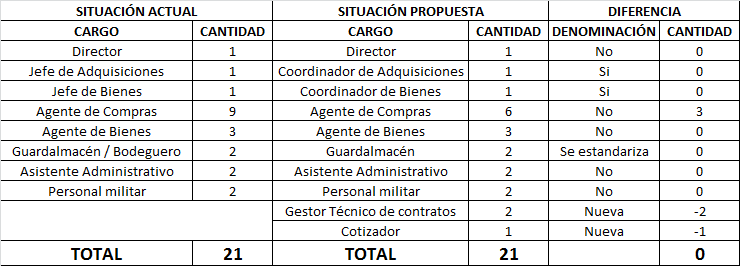 SITUACIÓN ACTUAL SITUACIÓN PROPUESTA DIFERENCIA
CARGO CANTIDAD CARGO CANTIDAD DENOMINACIÓN CANTIDAD
Director 1 Director 1 No 0
Jefe de Adquisiciones 1 Coordinador de Adquisiciones 1 Si 0
Jefe de Bienes 1 Coordinador de Bienes 1 Si 0
Agente de Compras 9 Agente de Compras 6 No 3
Agente de Bienes 3 Agente de Bienes 3 No 0
Guardalmacén / Bodeguero 2 Guardalmacén 2 Se estandariza 0
Asistente Administrativo 2 Asistente Administrativo 2 No 0
Personal militar 2 Personal militar 2 No 0
Gestor Técnico de contratos 2 Nueva -2
Cotizador 1 Nueva -1
TOTAL 21 TOTAL 21 0